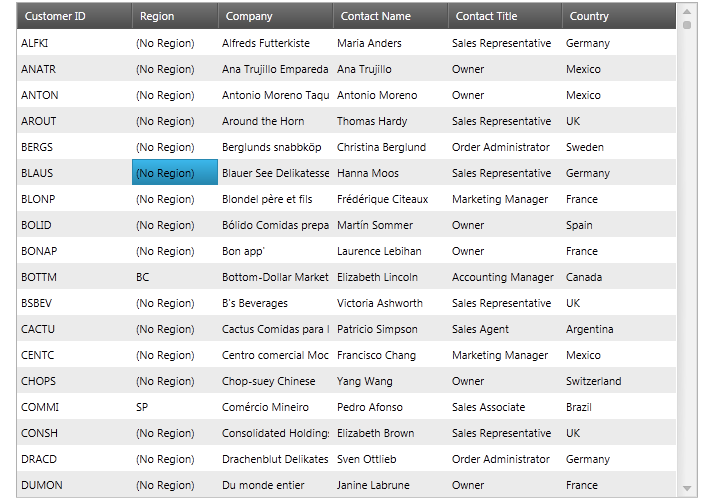 Customer ID Region Company Contact Name Contact Title Country
ALFKI (No Region) Alfreds Futterkiste Maria Anders Sales Representative Germany
ANATR (No Region) Ana Trujillo Empareda Ana Trujillo Owner Mexico
ANTON (No Region) Antonio Moreno Taqu Antonio Moreno Owner Mexico
AROUT (No Region) Around the Horn Thomas Hardy Sales Representative UK
BERGS (No Region) Berglunds snabbköp Christina Berglund Order Administrator Sweden
BLAUS (No Region) Blauer See Delikatesse Hanna Moos Sales Representative Germany
BLONP (No Region) Blondel père et fils Frédérique Citeaux Marketing Manager France
BOLID (No Region) Bólido Comidas prepa Martín Sommer Owner Spain
BONAP (No Region) Bon app' Laurence Lebihan Owner France
BOTTM BC Bottom-Dollar Market Elizabeth Lincoln Accounting Manager Canada
BSBEV (No Region) B's Beverages Victoria Ashworth Sales Representative UK
CACTU (No Region) Cactus Comidas para l Patricio Simpson Sales Agent Argentina
CENTC (No Region) Centro comercial Moc Francisco Chang Marketing Manager Mexico
CHOPS (No Region) Chop-suey Chinese Yang Wang Owner Switzerland
COMMI SP Comércio Mineiro Pedro Afonso Sales Associate Brazil
CONSH (No Region) Consolidated Holdings Elizabeth Brown Sales Representative UK
DRACD (No Region) Drachenblut Delikates Sven Ottlieb Order Administrator Germany
DUMON (No Region) Du monde entier Janine Labrune Owner France